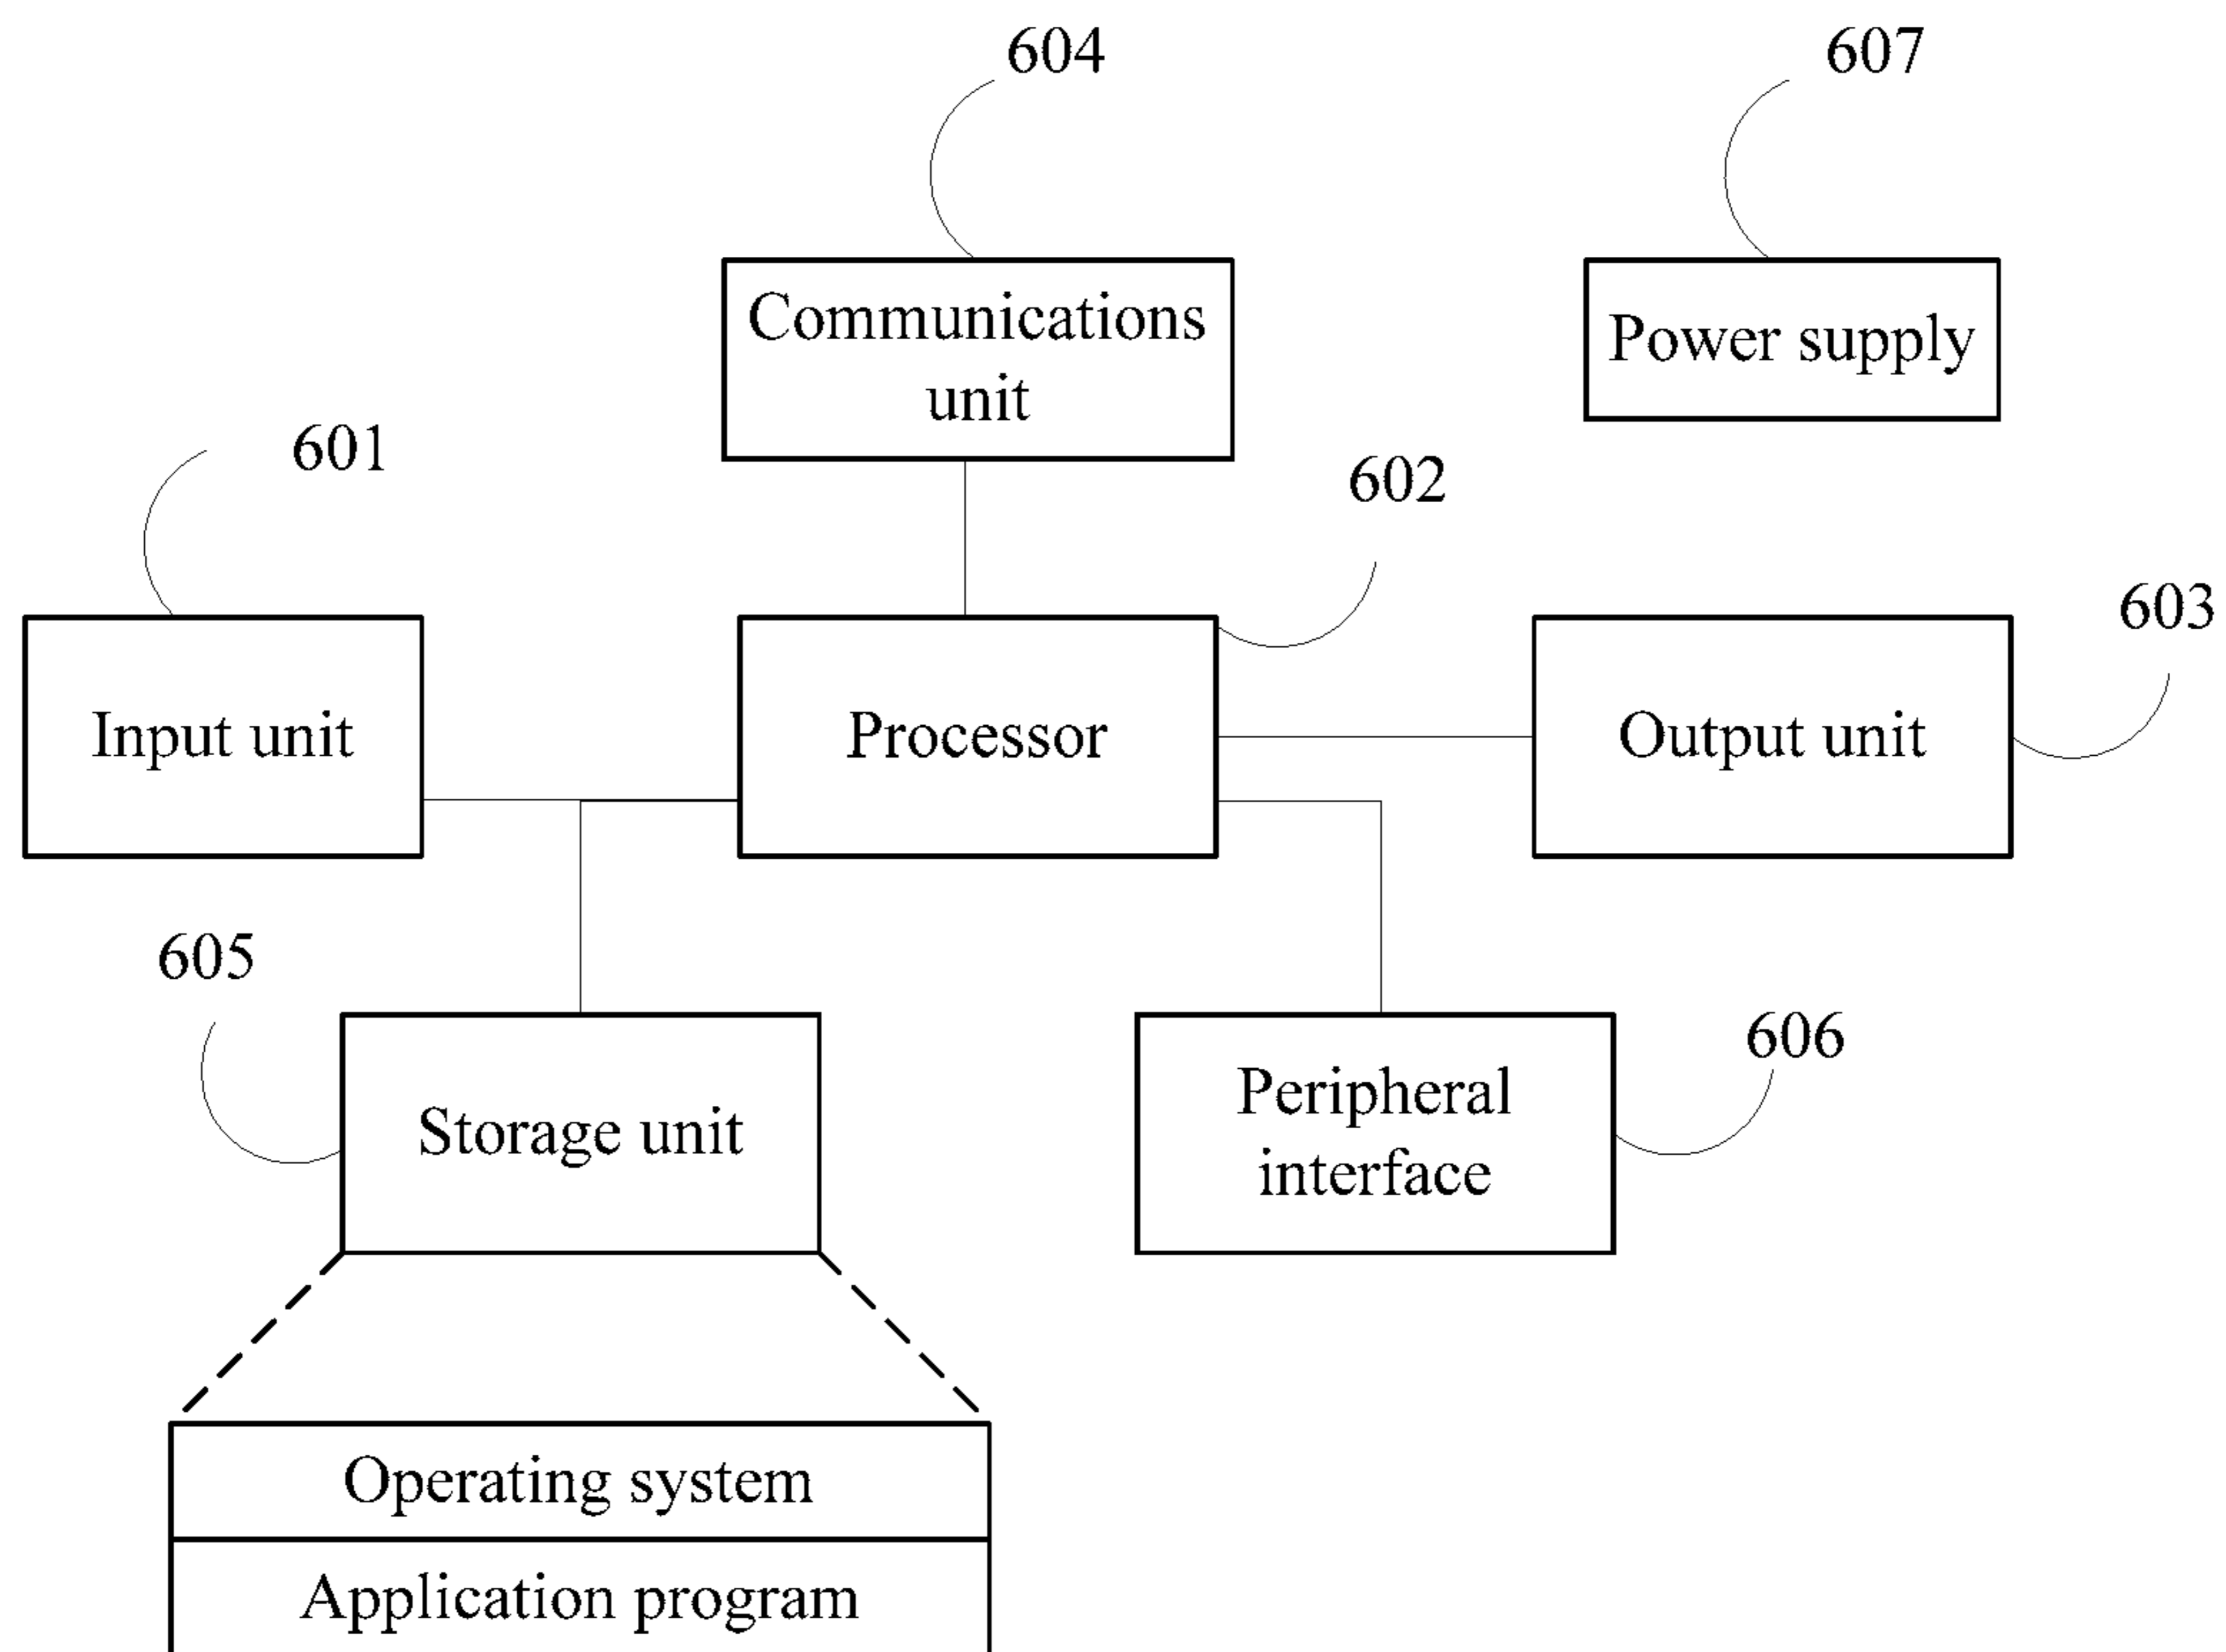 604
607
Communications
unit
Power supply
601
602
603
Input unit
Processor
Output unit
605
606
Storage unit
Peripheral
interface
Operating system
Application program